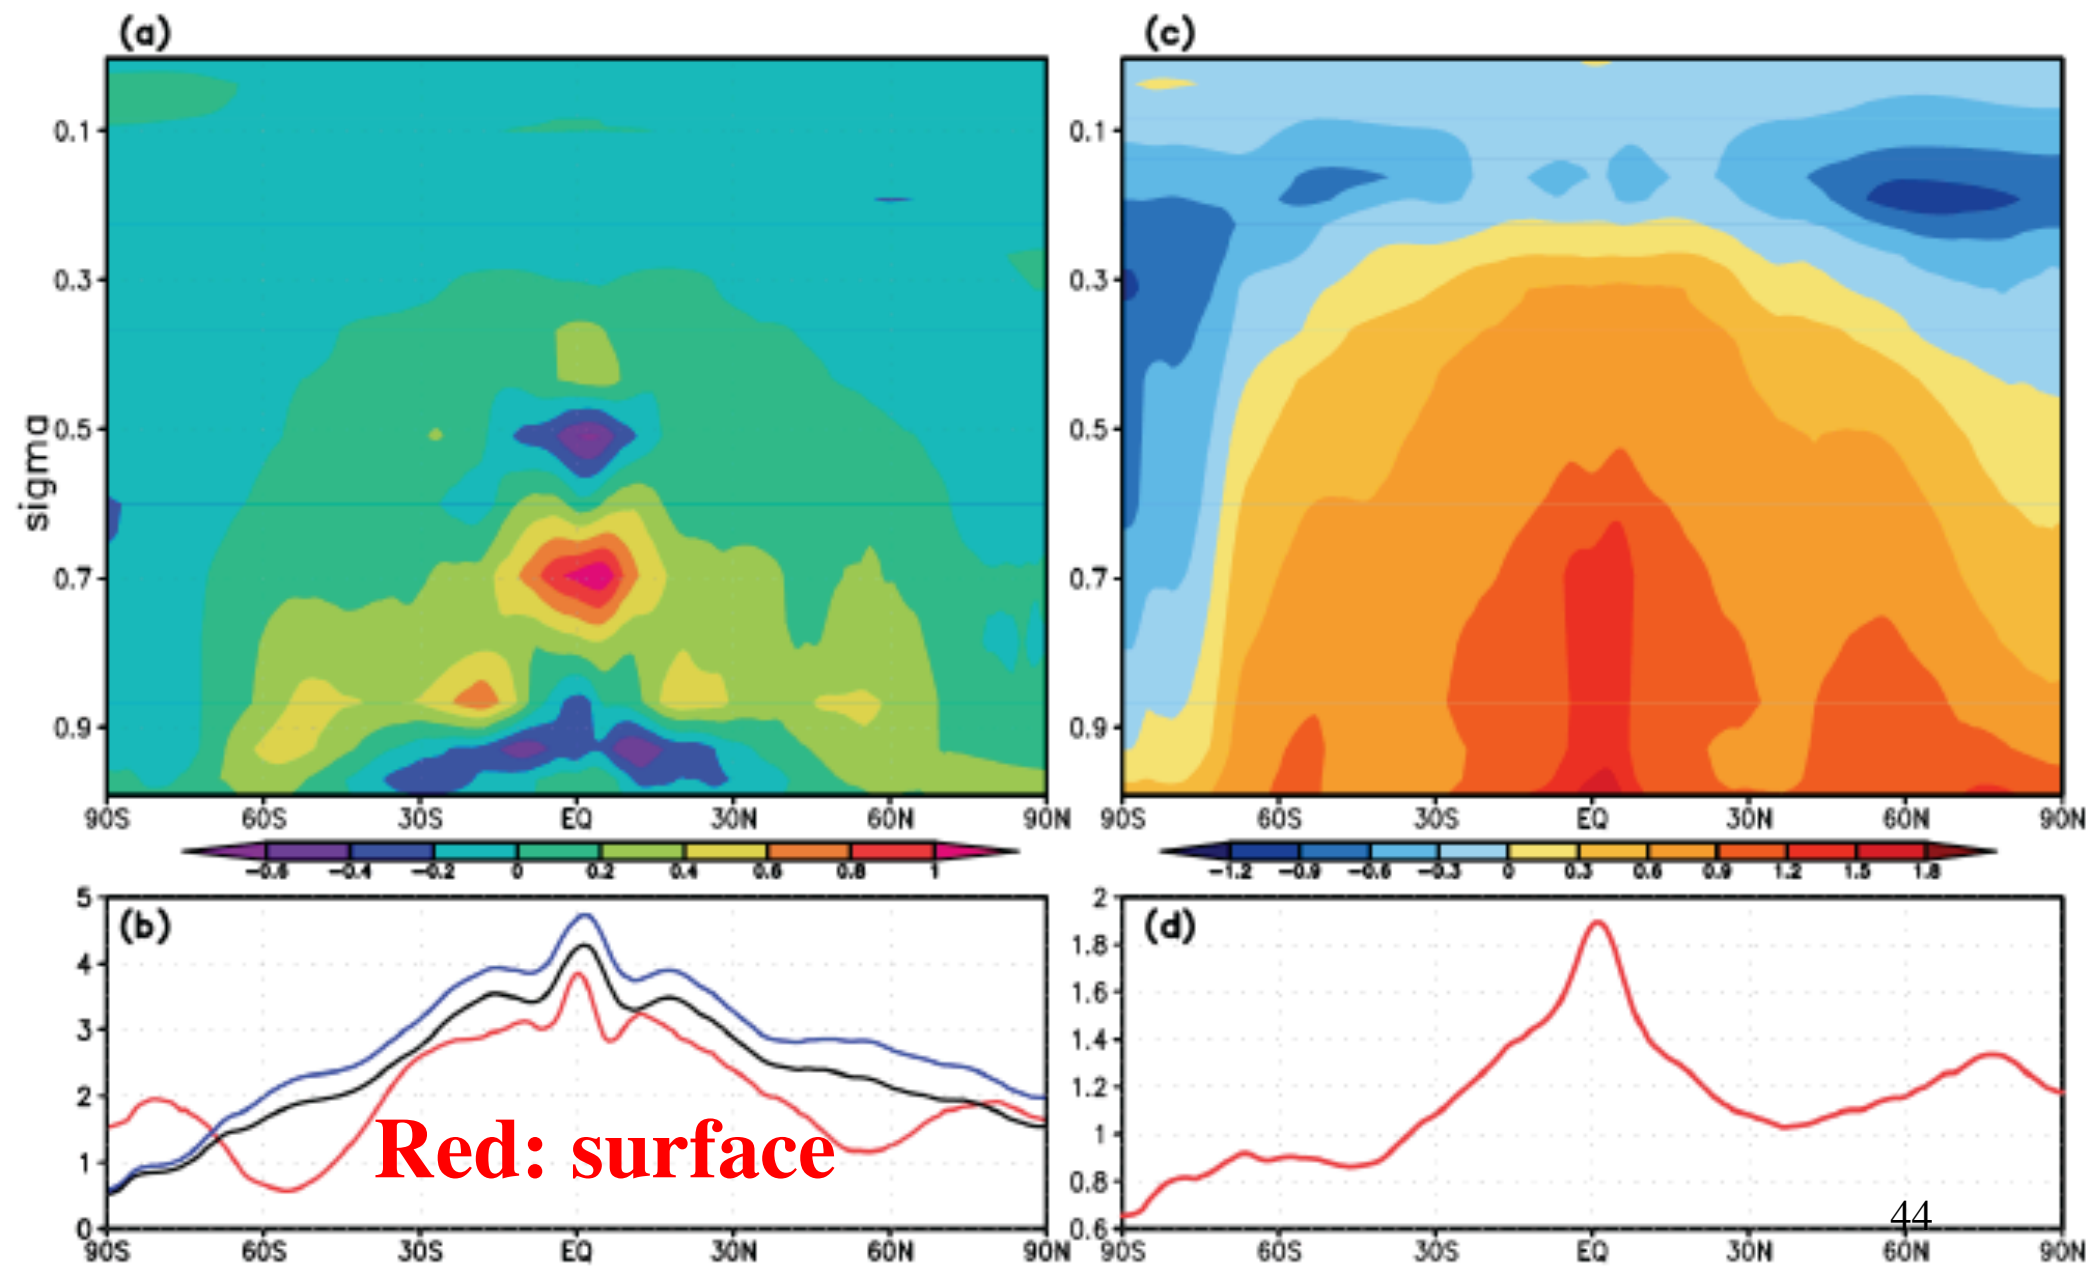 (a)
(c)
sigma
0.1
0.3
0.5
0.7
0.9
90S 60S 30S EQ 30N 60N 90N
-0.6 -0.4 -0.2 0 0.2 0.4 0.6 0.8 1
0.1
0.3
0.5
0.7
0.9
90S 60S 30S EQ 30N 60N 90N
-1.2 -0.9 -0.6 -0.3 0 0.3 0.6 0.9 1.2 1.5 1.8
(b)
5
4
3
2
1
0
Red: surface
90S 60S 30S EQ 30N 60N 90N
(d)
2
1.8
1.6
1.4
1.2
1
0.8
0.6
44
90S 60S 30S EQ 30N 60N 90N